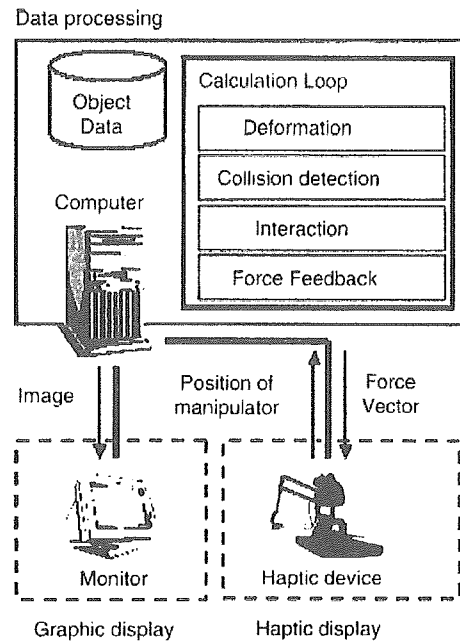 Data processing
Object
Data
Calculation Loop
Deformation
Collision detection
Interaction
Force Feedback
Computer
Image
Position of
manipulator
Force
Vector
Monitor
Haptic device
Graphic display
Haptic display